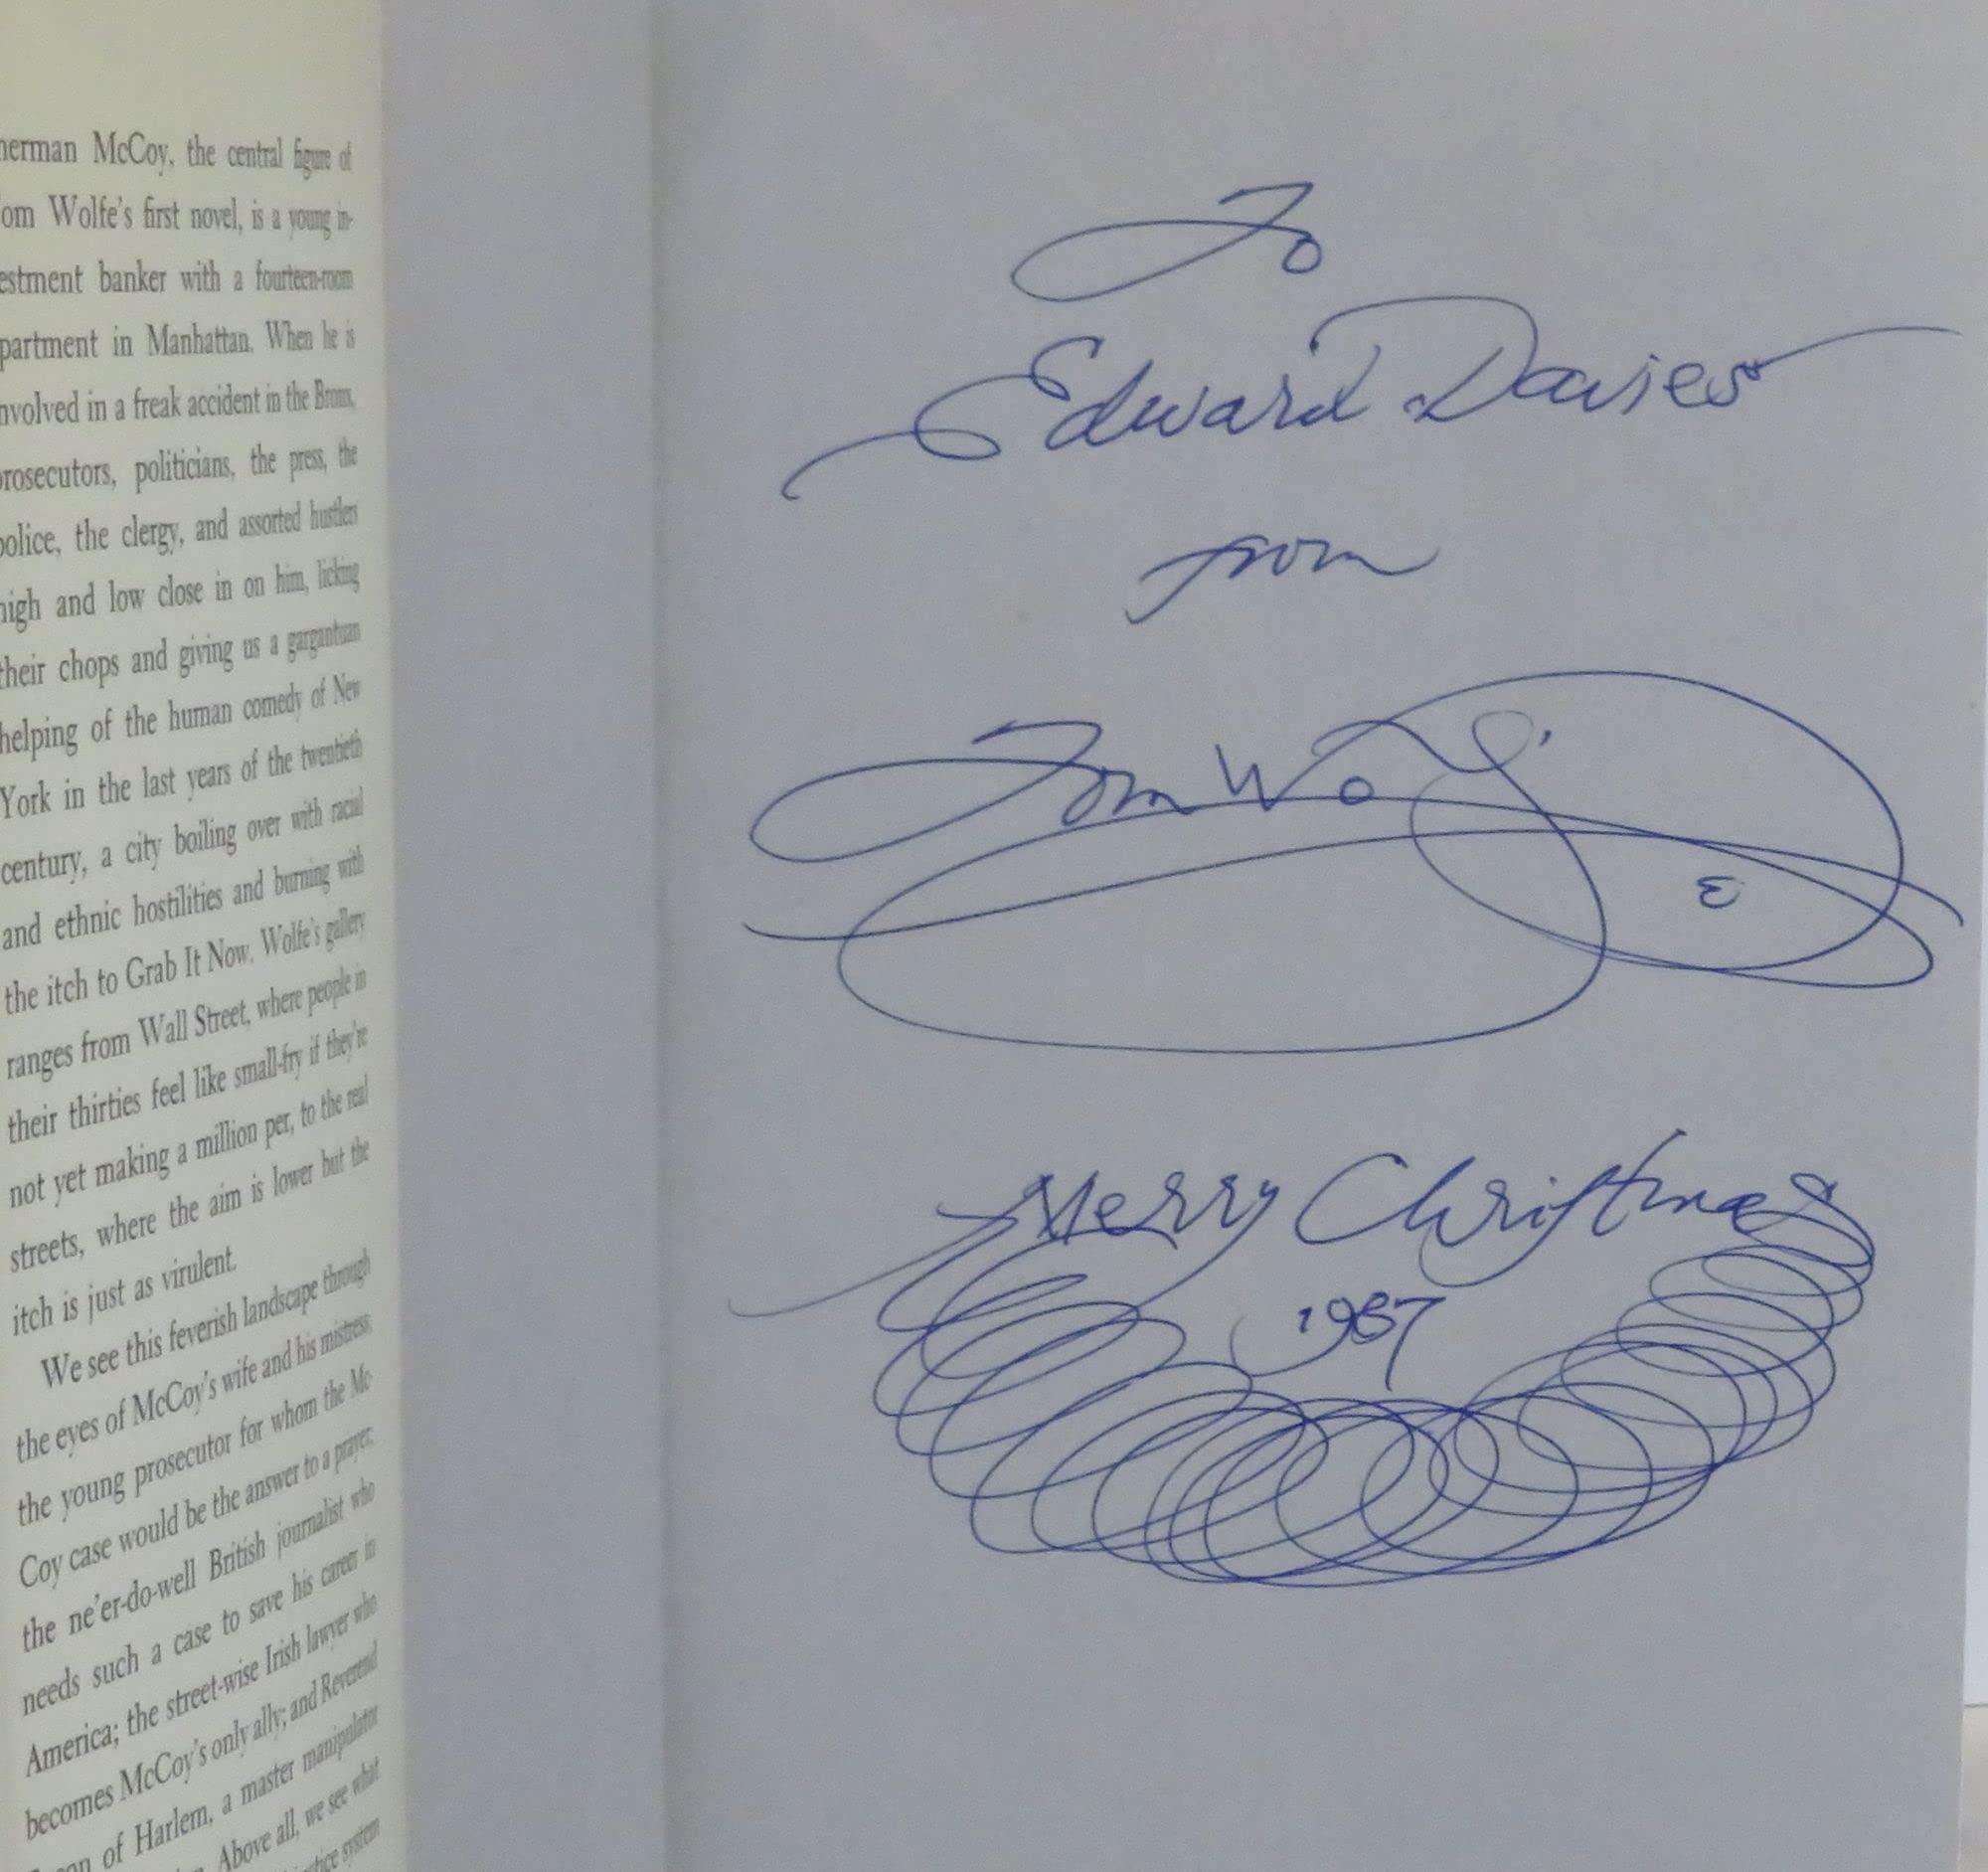 herman McCoy, the central figure of
om Wolfe's first novel, is a young in-
estment banker with a fourteen-room
partment in Manhattan. When he is
nvolved in a freak accident in the Bronx,
rosecutors, politicians, the press, the
police, the clergy, and assorted hustlers
high and low close in on him, licking
their chops and giving us a gargantuan
helping of the human comedy of New
York in the last years of the twentieth
century, a city boiling over with racial
and ethnic hostilities and burning with
the itch to Grab It Now. Wolfe's gallery
ranges from Wall Street, where people in
their thirties feel like small-fry if they're
not yet making a million per, to the real
streets, where the aim is lower but the
itch is just as virulent.
We see this feverish landscape through
the eyes of McCoy's wife and his mistress;
the young prosecutor for whom the Mc-
Coy case would be the answer to a prayer;
the ne'er-do-well British journalist who
needs such a case to save his career in
America; the street-wise Irish lawyer who
becomes McCoy's only ally; and Reverend
of Harlem, a master manipulator
Above all, we see what
system
To
Edward Davies
from
Tom Wolfe
Merry Christmas
1987